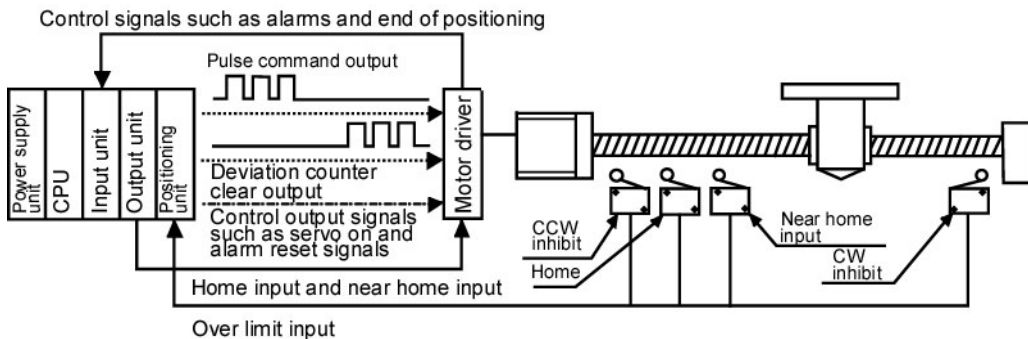 Control signals such as alarms and end of positioning
Pulse command output
Power supply
unit
CPU
Input unit
Output unit
Positioning
unit
Motor driver
Deviation counter
clear output
Control output signals
such as servo on and
alarm reset signals
CCW
inhibit
Home
Near home
input
CW
inhibit
Home input and near home input
Over limit input